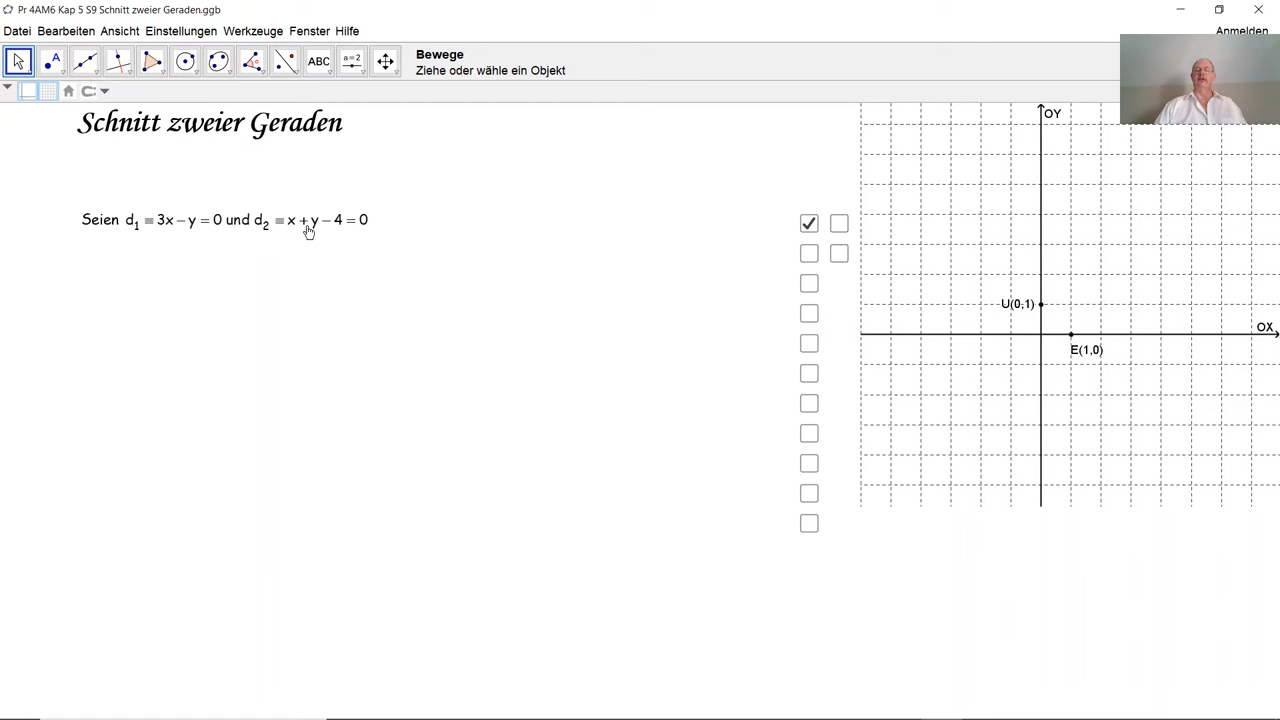 Pr 4AM6 Kap 5 S9 Schnitt zweier Geraden.ggb
Datei Bearbeiten Ansicht Einstellungen Werkzeuge Fenster Hilfe
Anmelden
A
ABC
a=2
Bewege
Ziehe oder wähle ein Objekt
Schnitt zweier Geraden
Seien d₁ ≡ 3x − y = 0 und d₂ ≡ x + y − 4 = 0
OY
U(0,1)
OX
E(1,0)